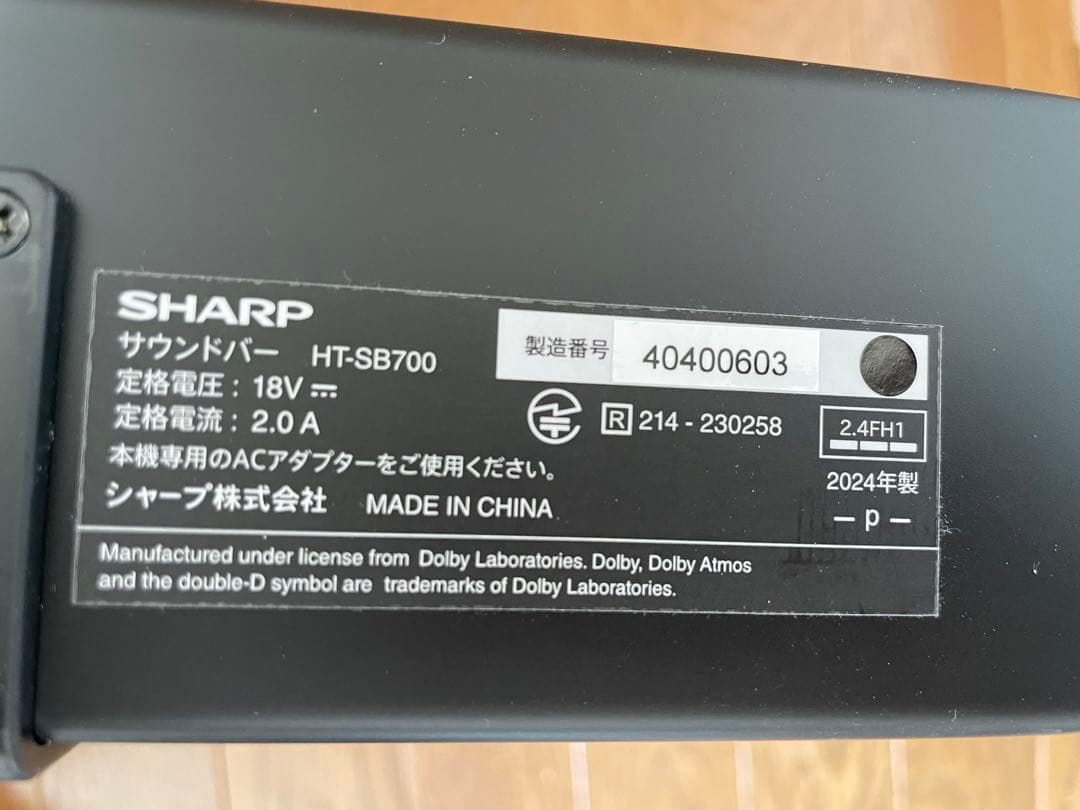 SHARP
サウンドバー HT-SB700
定格電圧: 18V
定格電流: 2.0 A
本機専用のACアダプターをご使用ください。
シャープ株式会社 MADE IN CHINA
製造番号 40400603
R 214 - 230258
2.4FH1
2024年製
— p —
Manufactured under license from Dolby Laboratories. Dolby, Dolby Atmos
and the double-D symbol are trademarks of Dolby Laboratories.